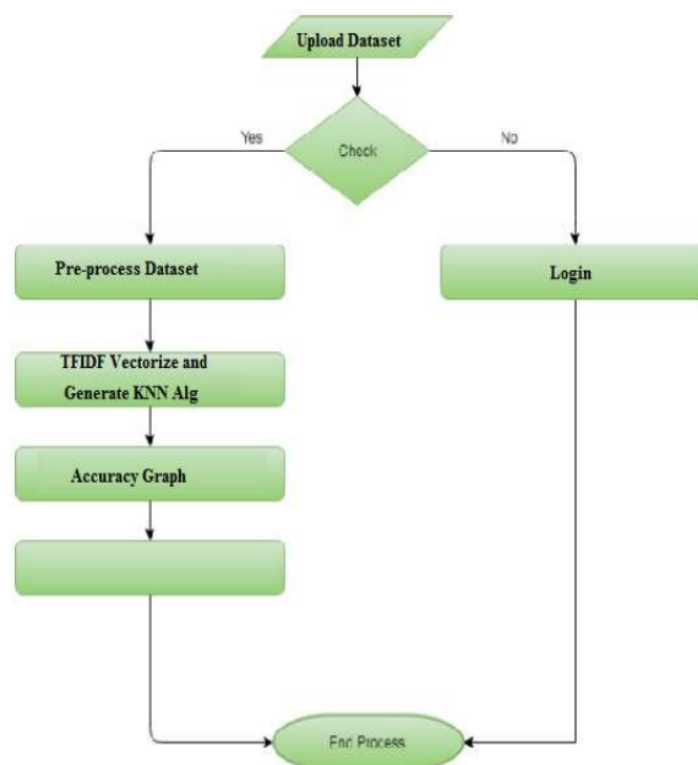 Upload Dataset
Yes
Check
No
Pre-process Dataset
Login
TFIDF Vectorize and
Generate KNN Alg
Accuracy Graph
End Process